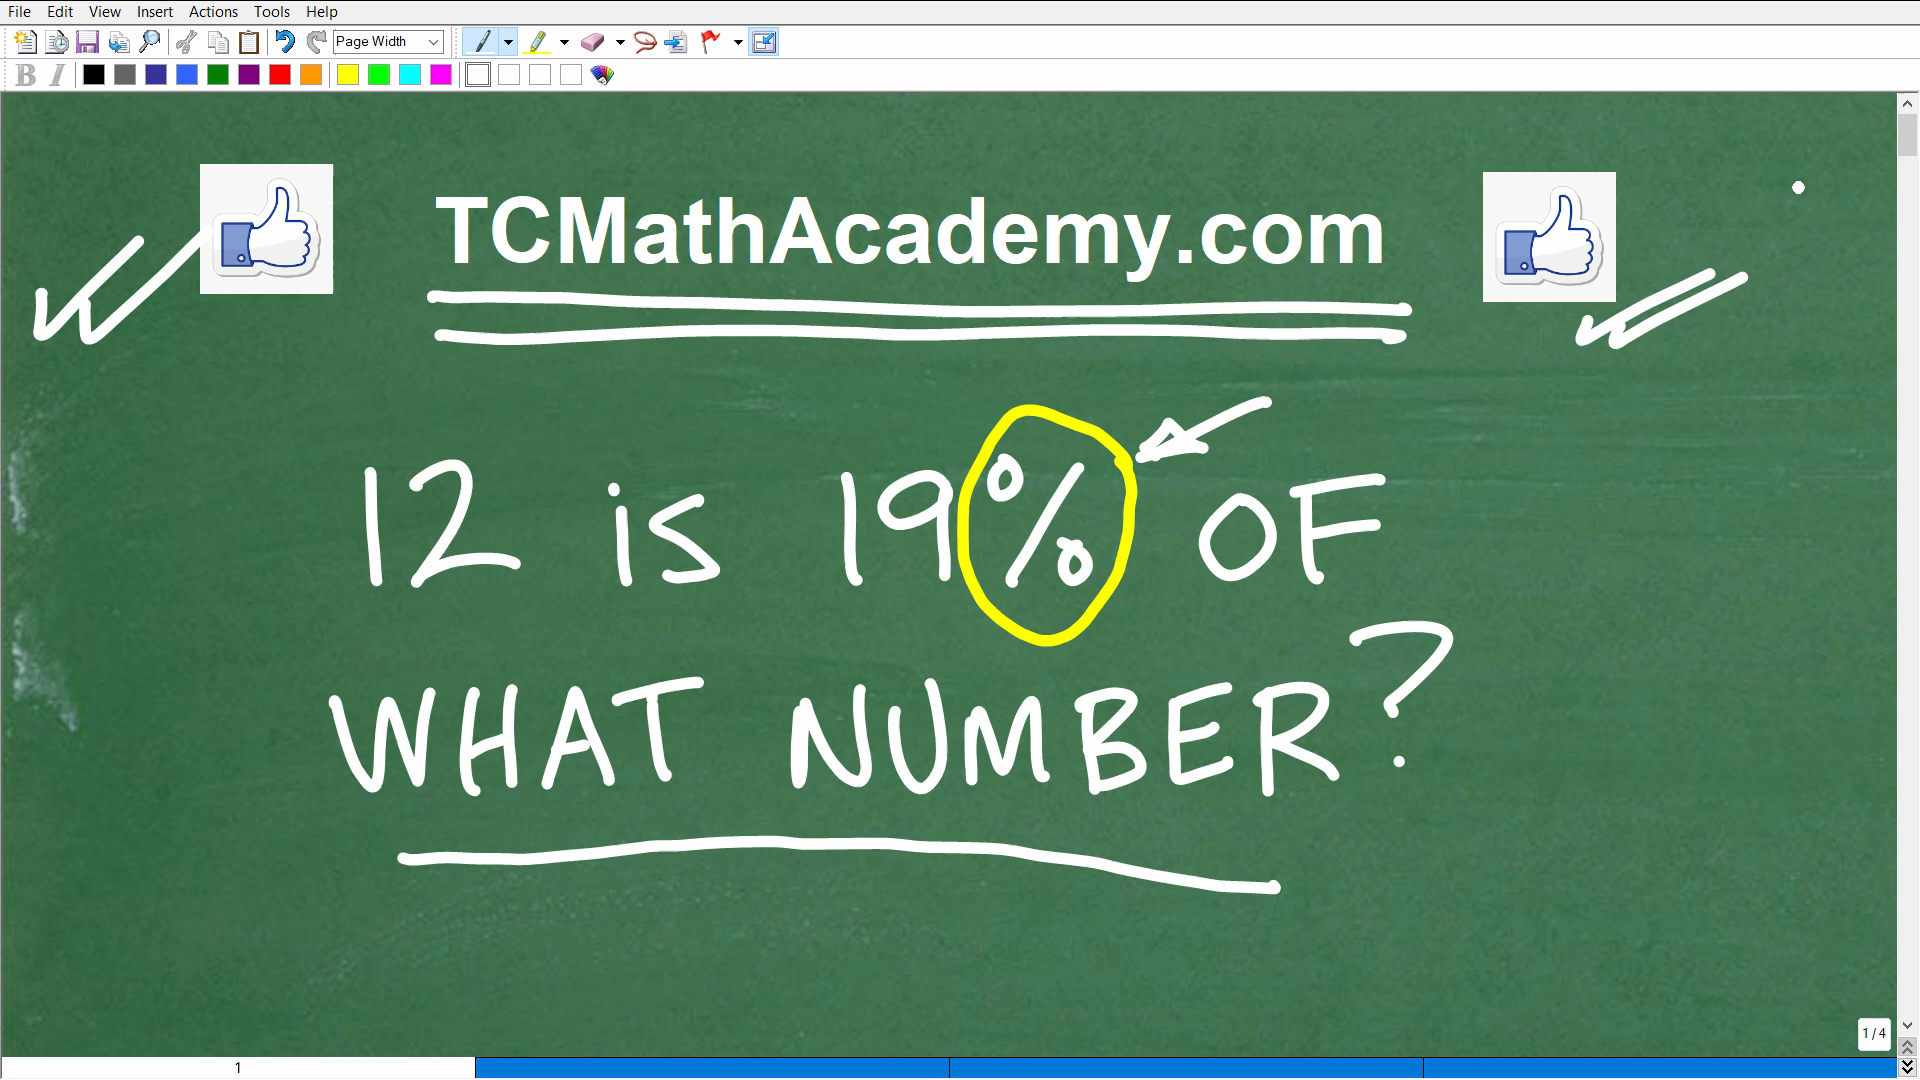 File Edit View Insert Actions Tools Help
Page Width
B I
TCMathAcademy.com
12 is 19% OF
WHAT NUMBER?
1 / 4
1